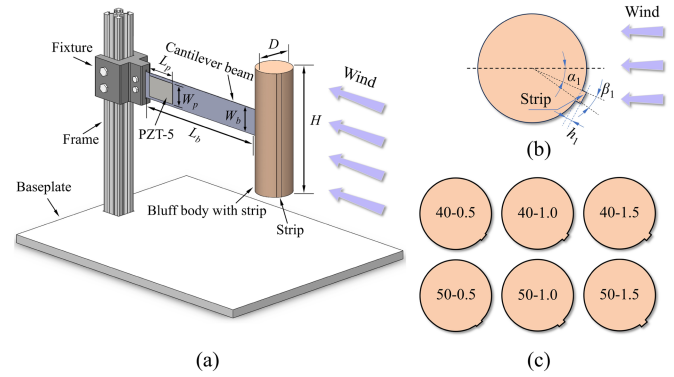 Fixture
L_p
Cantilever beam
D
Wind
W_p
W_b
H
PZT-5
L_b
Frame
Baseplate
Bluff body with strip
Strip
(a)
Wind
α_1
β_1
Strip
h_1
(b)
40-0.5 40-1.0 40-1.5
50-0.5 50-1.0 50-1.5
(c)